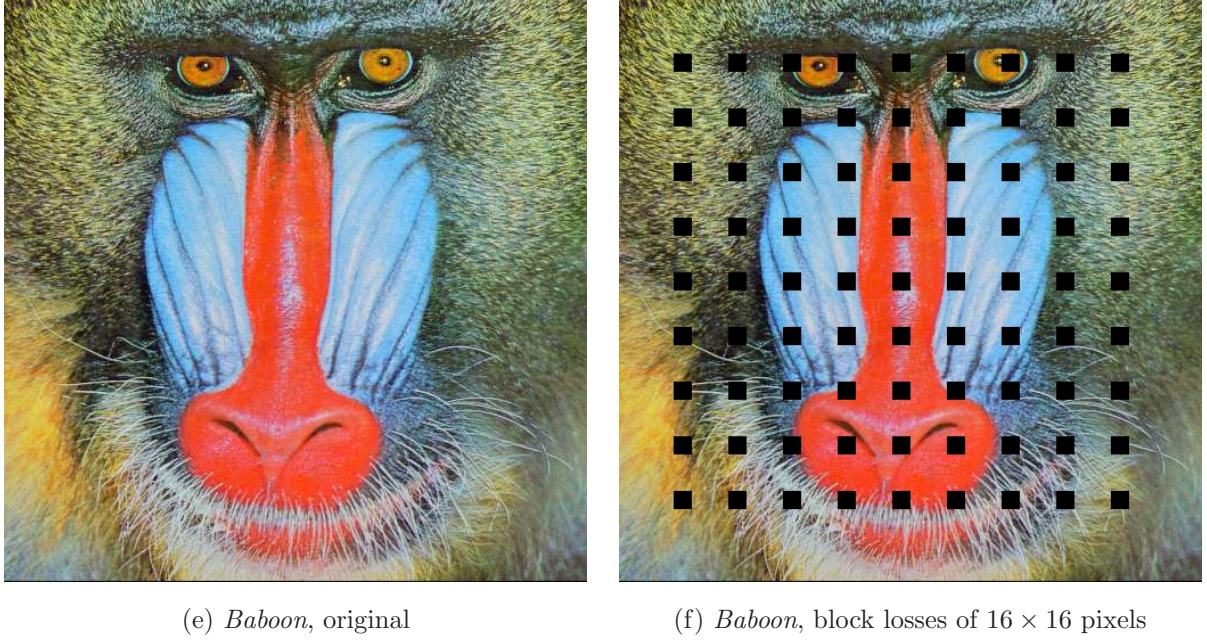 (e) Baboon, original
(f) Baboon, block losses of 16 × 16 pixels